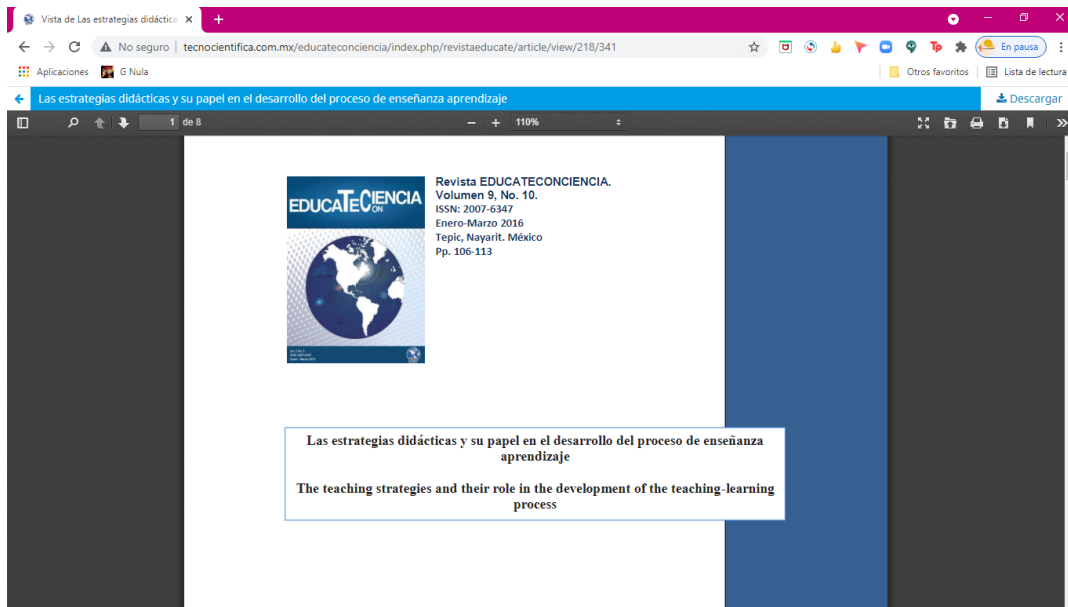 Vista de Las estrategias didáctica
No seguro | tecnocientifica.com.mx/educateconciencia/index.php/revistaeducate/article/view/218/341
En pausa
Aplicaciones G Nula Otros favoritos Lista de lectura
Las estrategias didácticas y su papel en el desarrollo del proceso de enseñanza aprendizaje Descargar
1 de 8 110%
EDUCATECIENCIA
ON
Revista EDUCATECONCIENCIA.
Volumen 9, No. 10.
ISSN: 2007-6347
Enero-Marzo 2016
Tepic, Nayarit. México
Pp. 106-113
Las estrategias didácticas y su papel en el desarrollo del proceso de enseñanza
aprendizaje
The teaching strategies and their role in the development of the teaching-learning
process